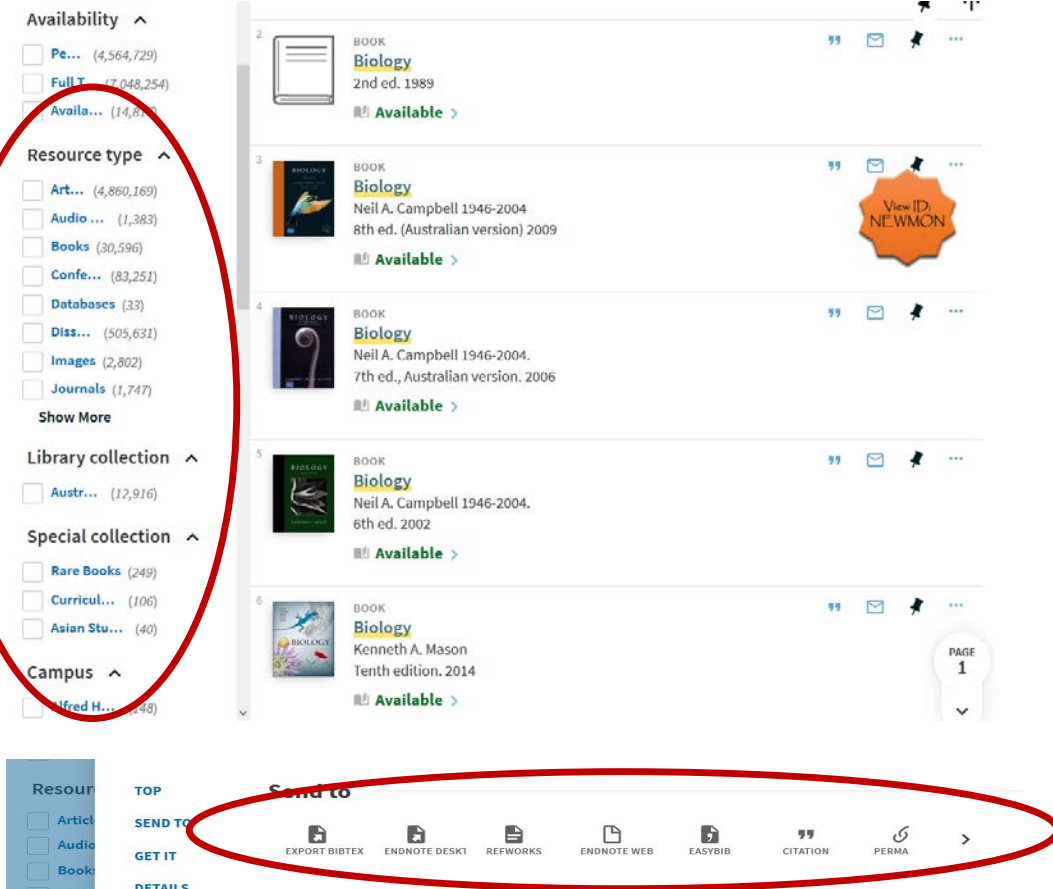 Availability
Pe... (4,564,729)
Full T... (7,048,254)
Availa...
Resource type
Art... (4,860,169)
Audio ... (1,383)
Books (30,596)
Confe... (83,251)
Databases (33)
Diss... (505,631)
Images (2,802)
Journals (1,747)
Show More
Library collection
Austr... (12,916)
Special collection
Rare Books (249)
Curricul... (106)
Asian Stu... (40)
Campus
Alfred H... (148)
2
BOOK
Biology
2nd ed. 1989
Available
3
BIOLOGY
BOOK
Biology
Neil A. Campbell 1946-2004
8th ed. (Australian version) 2009
Available
View ID:
NEWMON
4
BIOLOGY
BOOK
Biology
Neil A. Campbell 1946-2004.
7th ed., Australian version. 2006
Available
5
BIOLOGY
BOOK
Biology
Neil A. Campbell 1946-2004.
6th ed. 2002
Available
6
BIOLOGY
BOOK
Biology
Kenneth A. Mason
Tenth edition. 2014
Available
PAGE
1
Resour
Articl
Audio
Book
TOP
SEND TO
GET IT
DETAILS
Send to
EXPORT BIBTEX
ENDNOTE DESKT
REFWORKS
ENDNOTE WEB
EASYBIB
CITATION
PERMA